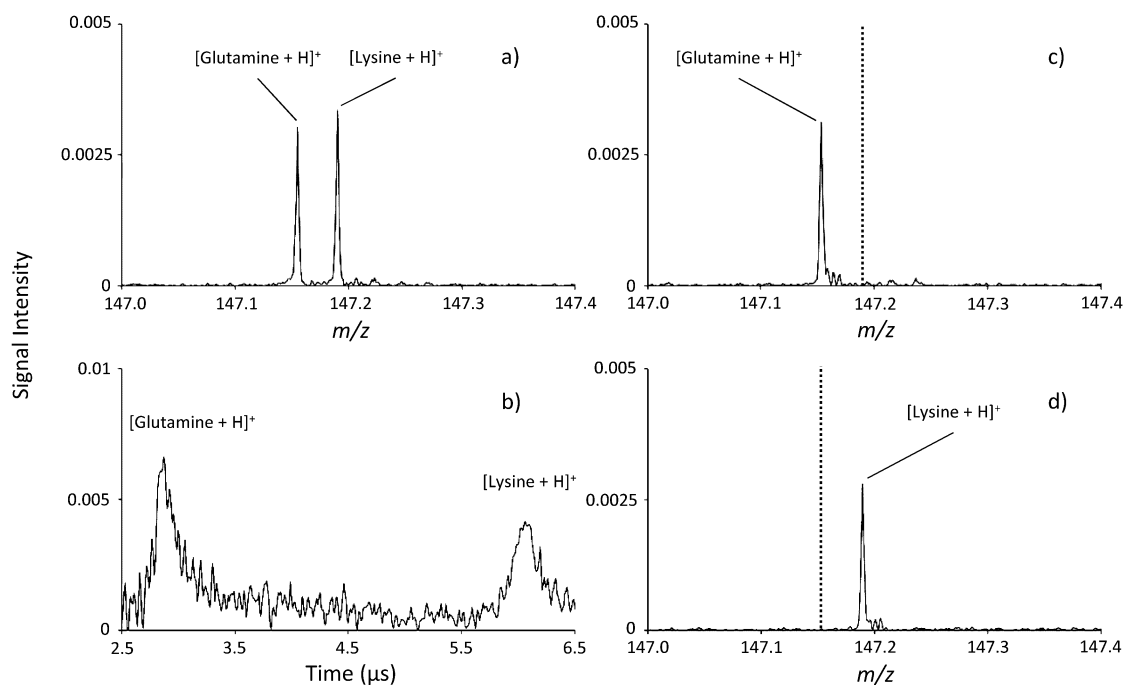 0.005
[Glutamine + H]⁺
[Lysine + H]⁺
a)
0.0025
0
147.0
147.1
147.2
147.3
147.4
m/z
0.005
[Glutamine + H]⁺
c)
0.0025
0
147.0
147.1
147.2
147.3
147.4
m/z
Signal Intensity
0.01
[Glutamine + H]⁺
b)
[Lysine + H]⁺
0.005
0
2.5
3.5
4.5
5.5
6.5
Time (µs)
0.005
[Lysine + H]⁺
d)
0.0025
0
147.0
147.1
147.2
147.3
147.4
m/z